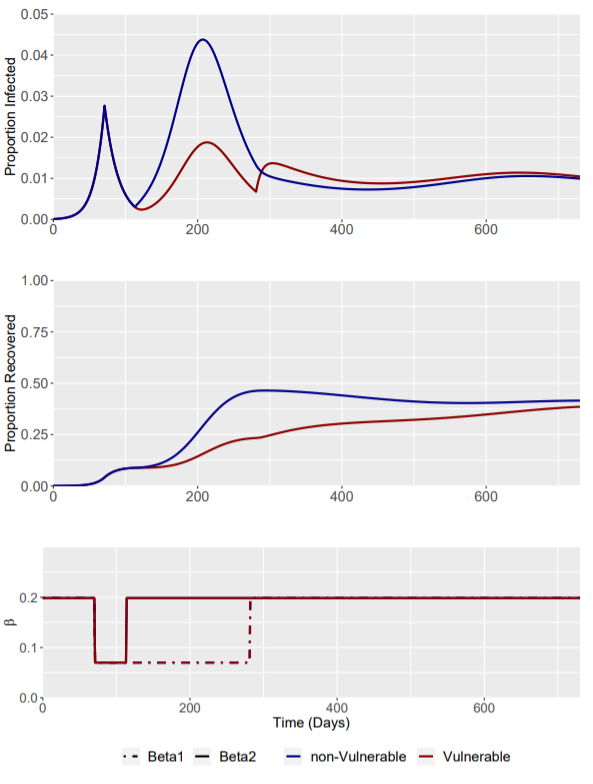 0.05
0.04
0.03
0.02
0.01
0.00
Proportion Infected
0 200 400 600
1.00
0.75
0.50
0.25
0.00
Proportion Recovered
0 200 400 600
0.2
0.1
0.0
β
0 200 400 600
Time (Days)
Beta1 Beta2 non-Vulnerable Vulnerable